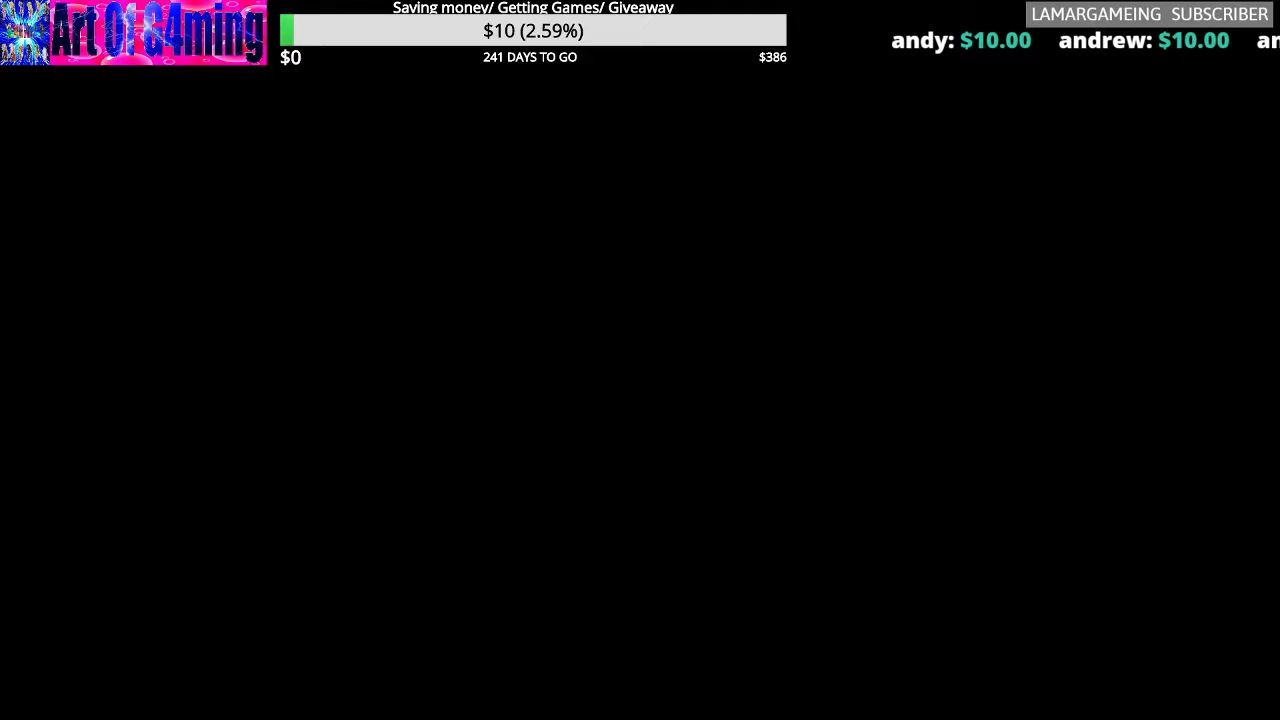 Art Of G4ming
Saving money/ Getting Games/ Giveaway
$10 (2.59%)
$0 241 DAYS TO GO $386
LAMARGAMEING SUBSCRIBER
andy: $10.00 andrew: $10.00